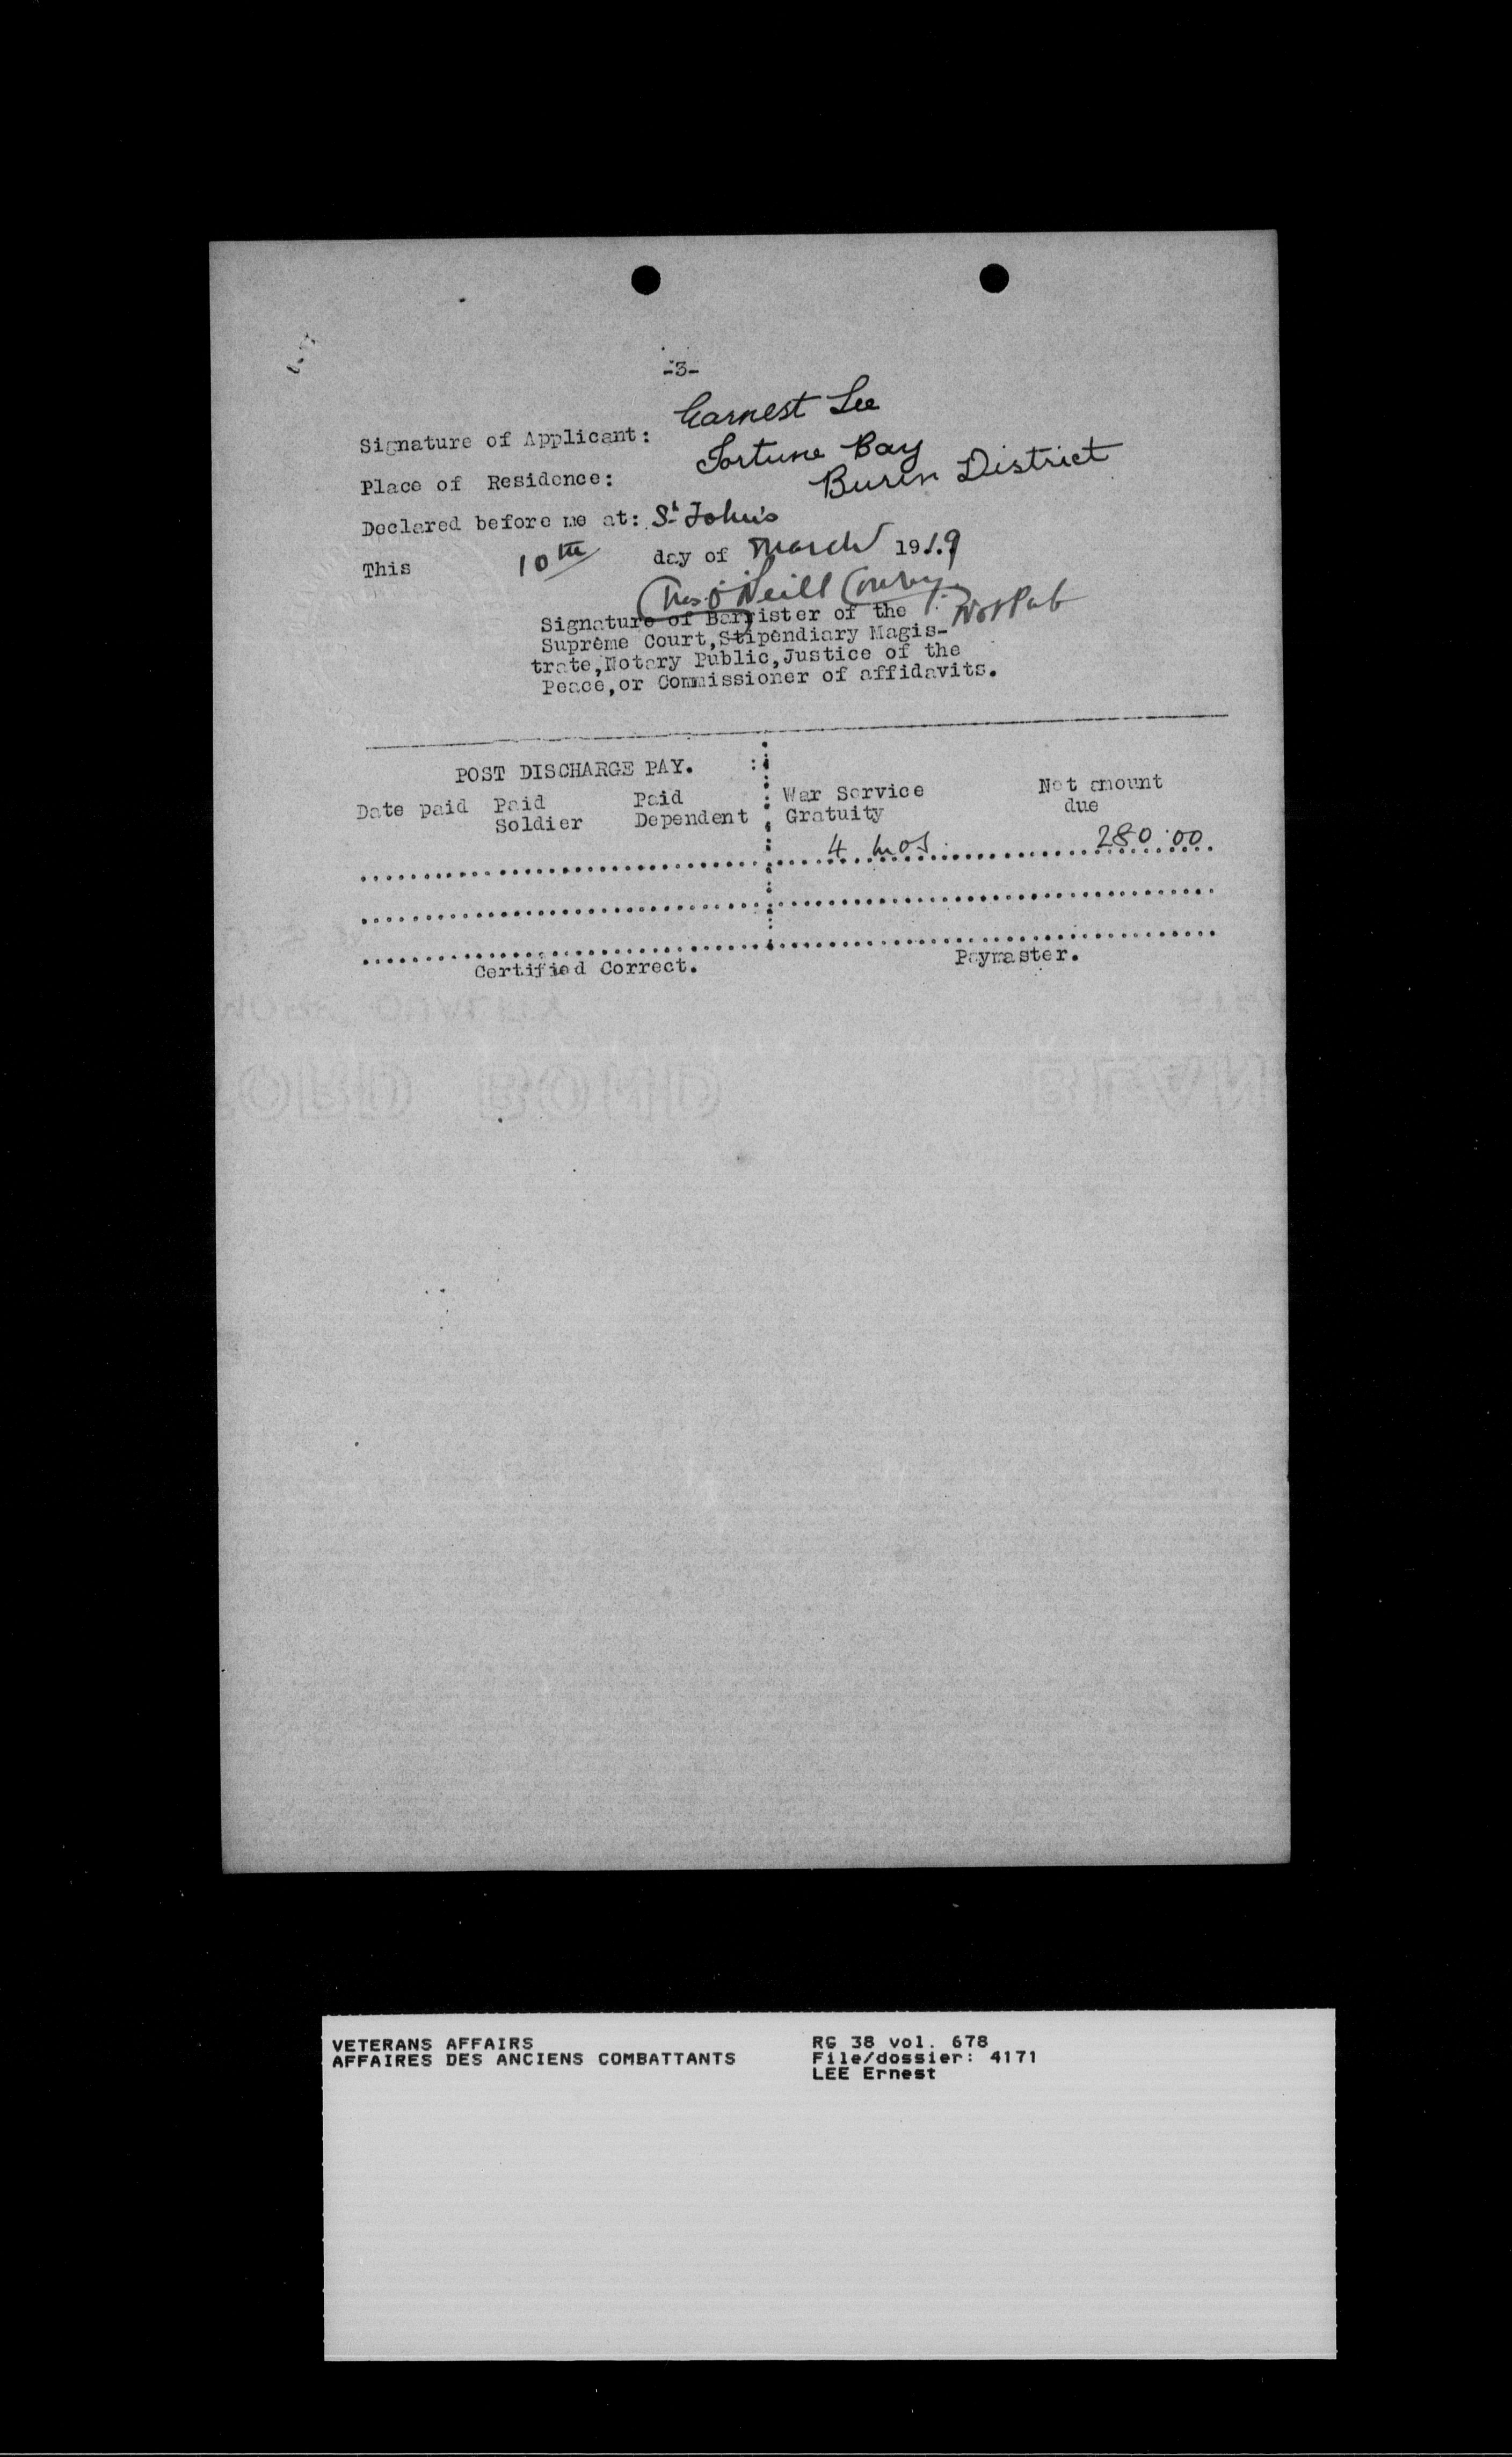 -3-
Signature of Applicant: Earnest Lee
Place of Residence: Fortune Bay
Burin District
Declared before me at: St John's
This 10th day of March 1919
O'Neill Conroy Not Pub
Signature of Barrister of the
Supreme Court, Stipendiary Magis-
trate, Notary Public, Justice of the
Peace, or Commissioner of affidavits.
POST DISCHARGE PAY.
Date paid Paid Soldier Paid Dependent War Service Gratuity Net amount due
4 mos. 280.00
Certified Correct. Paymaster.
VETERANS AFFAIRS
AFFAIRES DES ANCIENS COMBATTANTS
RG 38 vol. 678
File/dossier: 4171
LEE Ernest